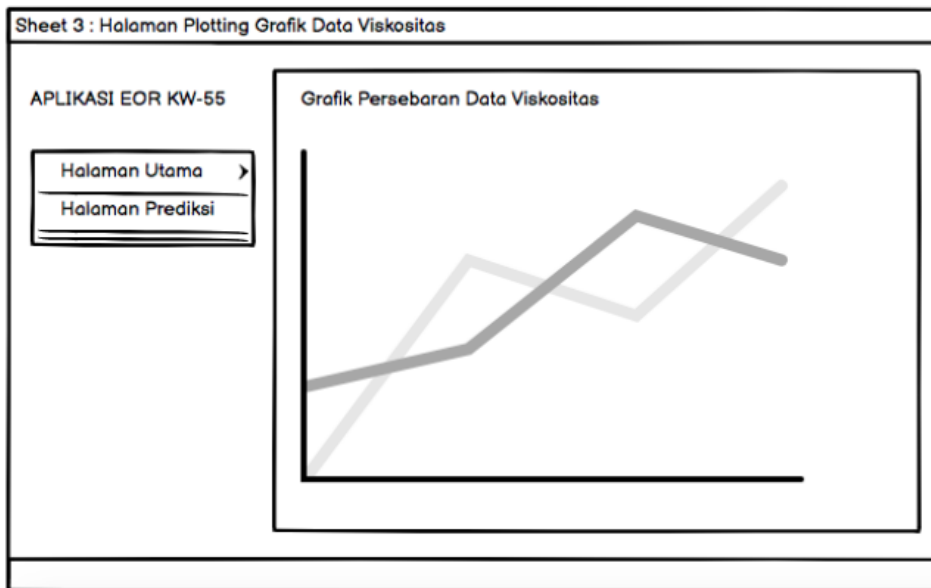 Sheet 3 : Halaman Plotting Grafik Data Viskositas
APLIKASI EOR KW-55
Halaman Utama
Halaman Prediksi
Grafik Persebaran Data Viskositas